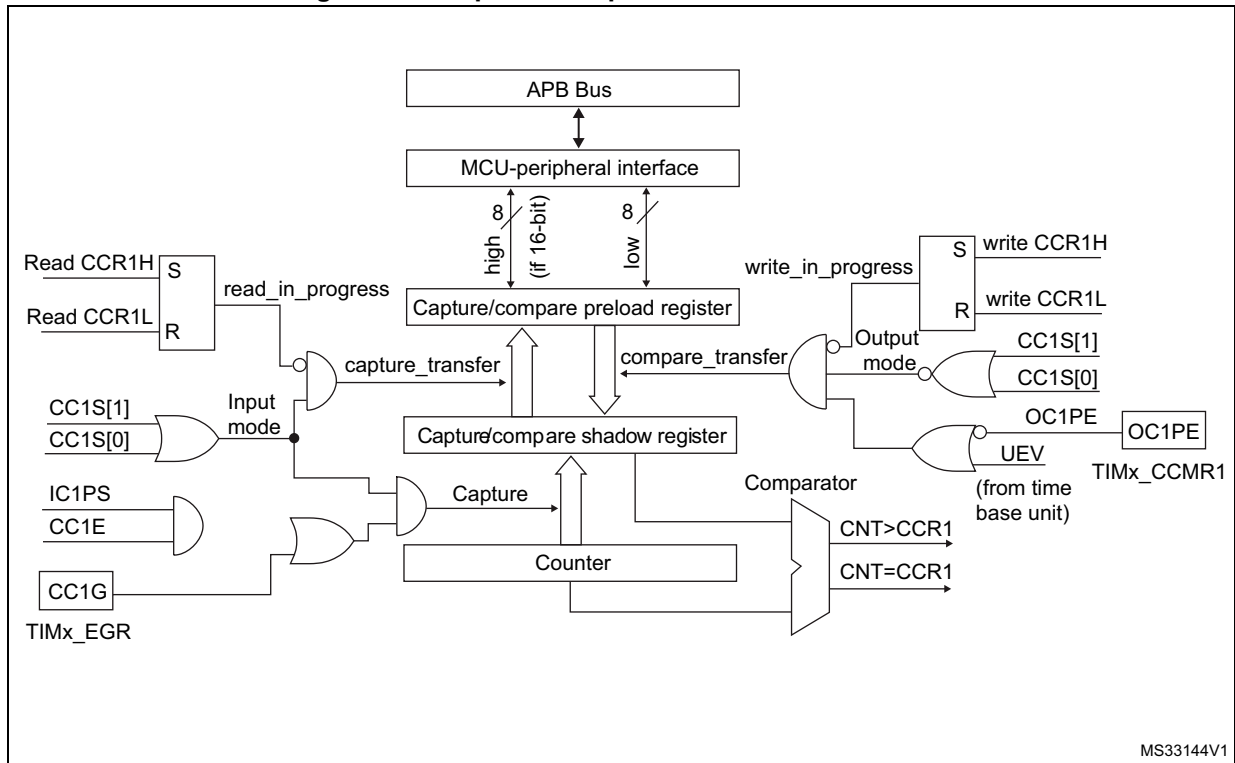 APB Bus
MCU-peripheral interface
8
high
(if 16-bit)
8
low
Read CCR1H
S
read_in_progress
Read CCR1L
R
write_in_progress
S
write CCR1H
R
write CCR1L
Capture/compare preload register
capture_transfer
compare_transfer
Output
mode
CC1S[1]
CC1S[0]
CC1S[1]
CC1S[0]
Input
mode
Capture/compare shadow register
OC1PE
OC1PE
UEV
TIMx_CCMR1
(from time
base unit)
IC1PS
CC1E
Capture
Comparator
CNT>CCR1
Counter
CNT=CCR1
CC1G
TIMx_EGR
MS33144V1